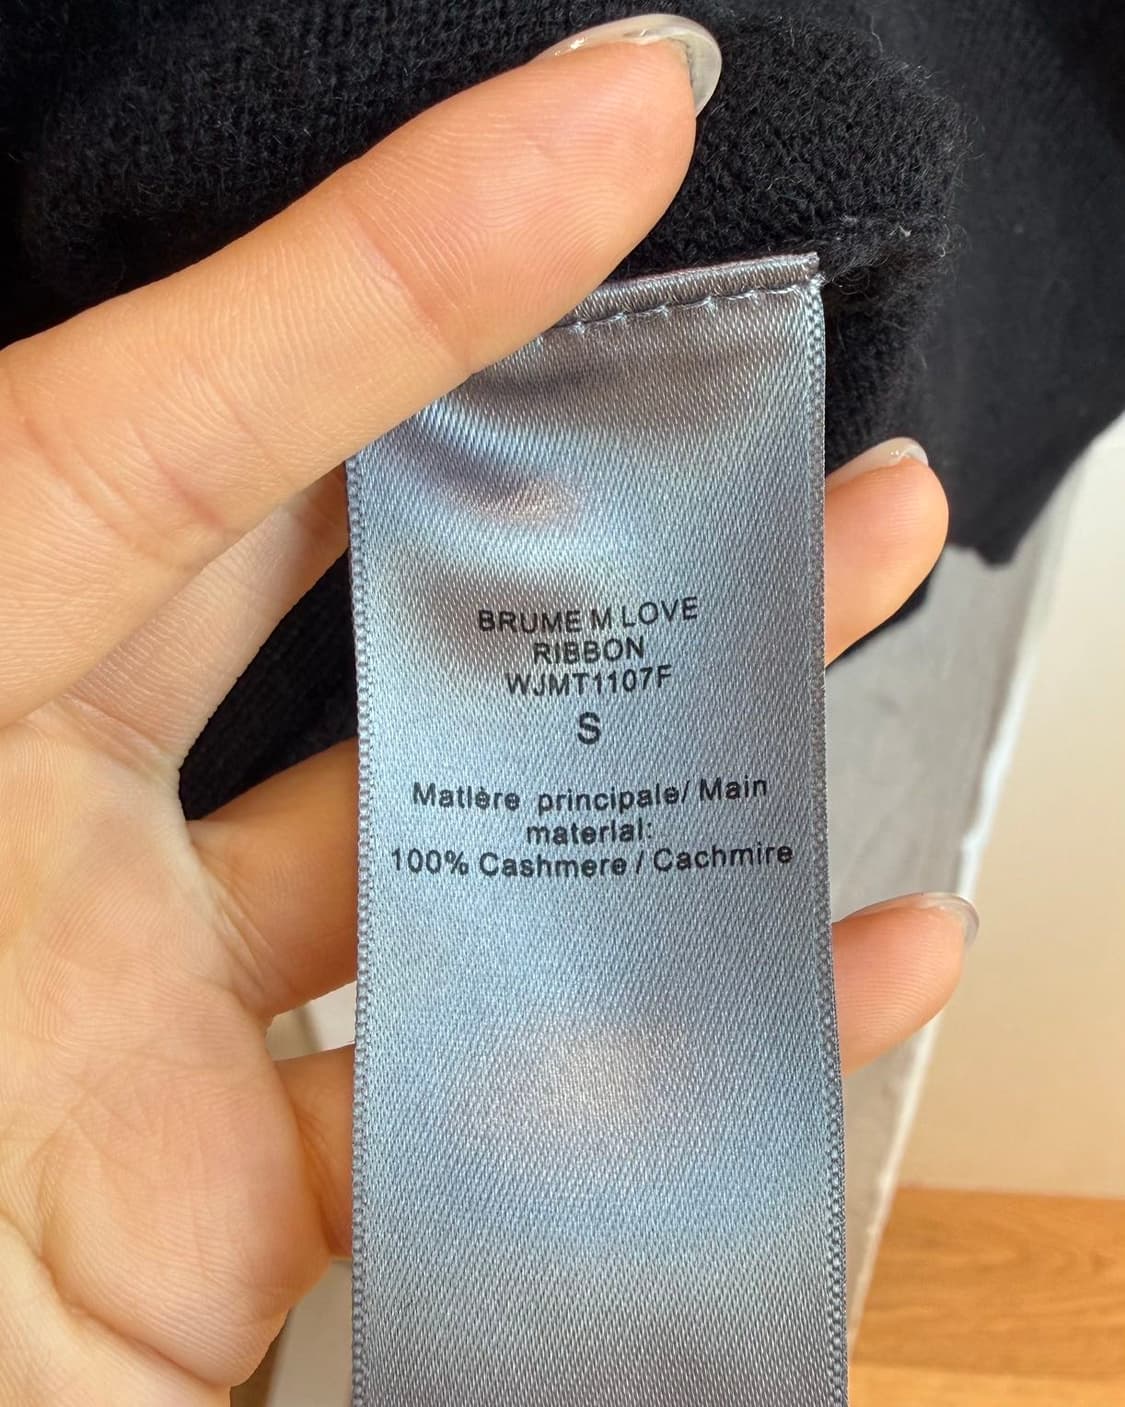 BRUME M LOVE
RIBBON
WJMT1107F
S
Matière principale/ Main
material:
100% Cashmere / Cachmire